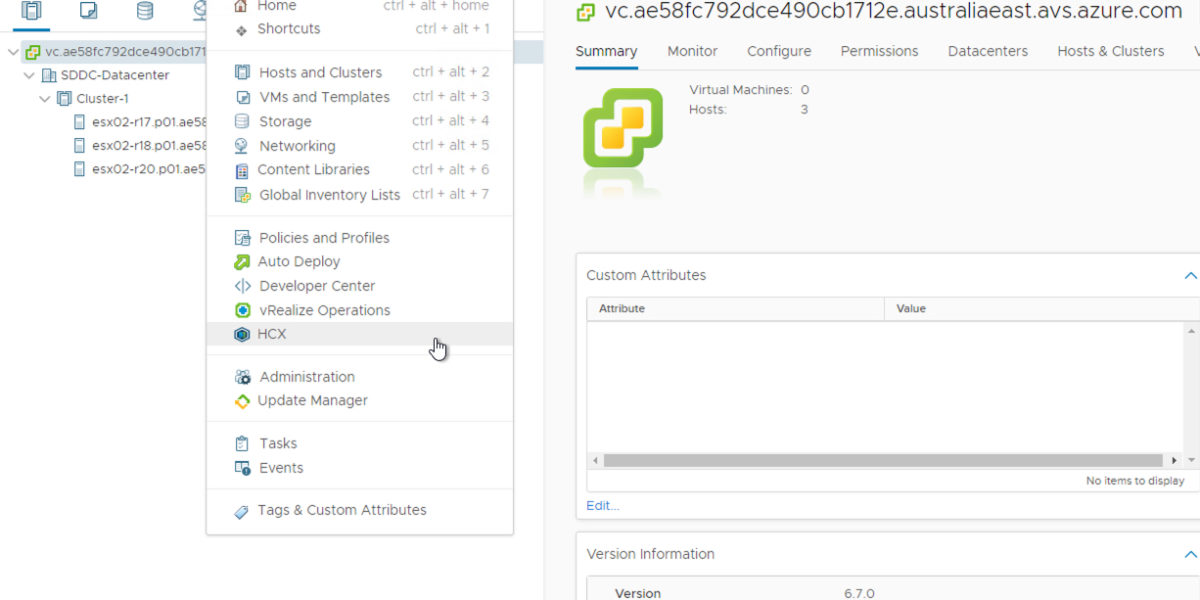 vc.ae58fc792dce490cb171
SDDC-Datacenter
Cluster-1
esx02-r17.p01.ae58
esx02-r18.p01.ae58
esx02-r20.p01.ae5
Home ctrl + alt + home
Shortcuts ctrl + alt + 1
Hosts and Clusters ctrl + alt + 2
VMs and Templates ctrl + alt + 3
Storage ctrl + alt + 4
Networking ctrl + alt + 5
Content Libraries ctrl + alt + 6
Global Inventory Lists ctrl + alt + 7
Policies and Profiles
Auto Deploy
Developer Center
vRealize Operations
HCX
Administration
Update Manager
Tasks
Events
Tags & Custom Attributes
vc.ae58fc792dce490cb1712e.australiaeast.avs.azure.com
Summary Monitor Configure Permissions Datacenters Hosts & Clusters
Virtual Machines: 0
Hosts: 3
Custom Attributes
Attribute Value
No items to display
Edit...
Version Information
Version 6.7.0